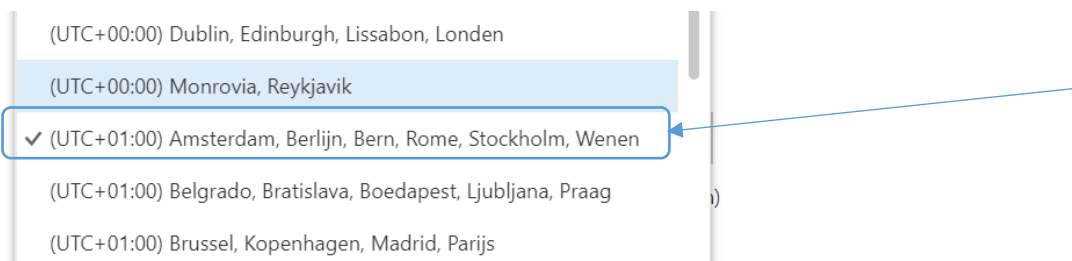 (UTC+00:00) Dublin, Edinburgh, Lissabon, Londen
(UTC+00:00) Monrovia, Reykjavik
(UTC+01:00) Amsterdam, Berlijn, Bern, Rome, Stockholm, Wenen
(UTC+01:00) Belgrado, Bratislava, Boedapest, Ljubljana, Praag
(UTC+01:00) Brussel, Kopenhagen, Madrid, Parijs